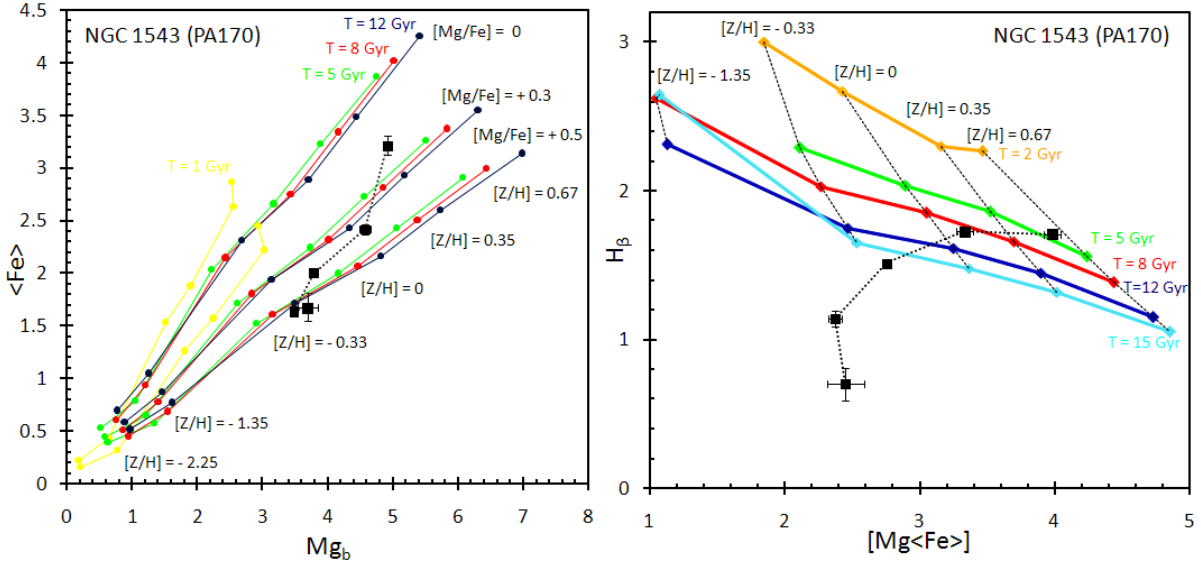 NGC 1543 (PA170)
T = 12 Gyr
[Mg/Fe] = 0
T = 8 Gyr
T = 5 Gyr
[Mg/Fe] = + 0.3
[Mg/Fe] = + 0.5
T = 1 Gyr
[Z/H] = 0.67
[Z/H] = 0.35
[Z/H] = 0
[Z/H] = - 0.33
[Z/H] = - 1.35
[Z/H] = - 2.25
5
4.5
4
3.5
3
2.5
2
1.5
1
0.5
0
<Fe>
0 1 2 3 4 5 6 7 8
Mgb
[Z/H] = - 0.33
NGC 1543 (PA170)
[Z/H] = - 1.35
[Z/H] = 0
[Z/H] = 0.35
[Z/H] = 0.67
T = 2 Gyr
T = 5 Gyr
T = 8 Gyr
T=12 Gyr
T = 15 Gyr
3
2
1
0
Hβ
1 2 3 4 5
[Mg<Fe>]